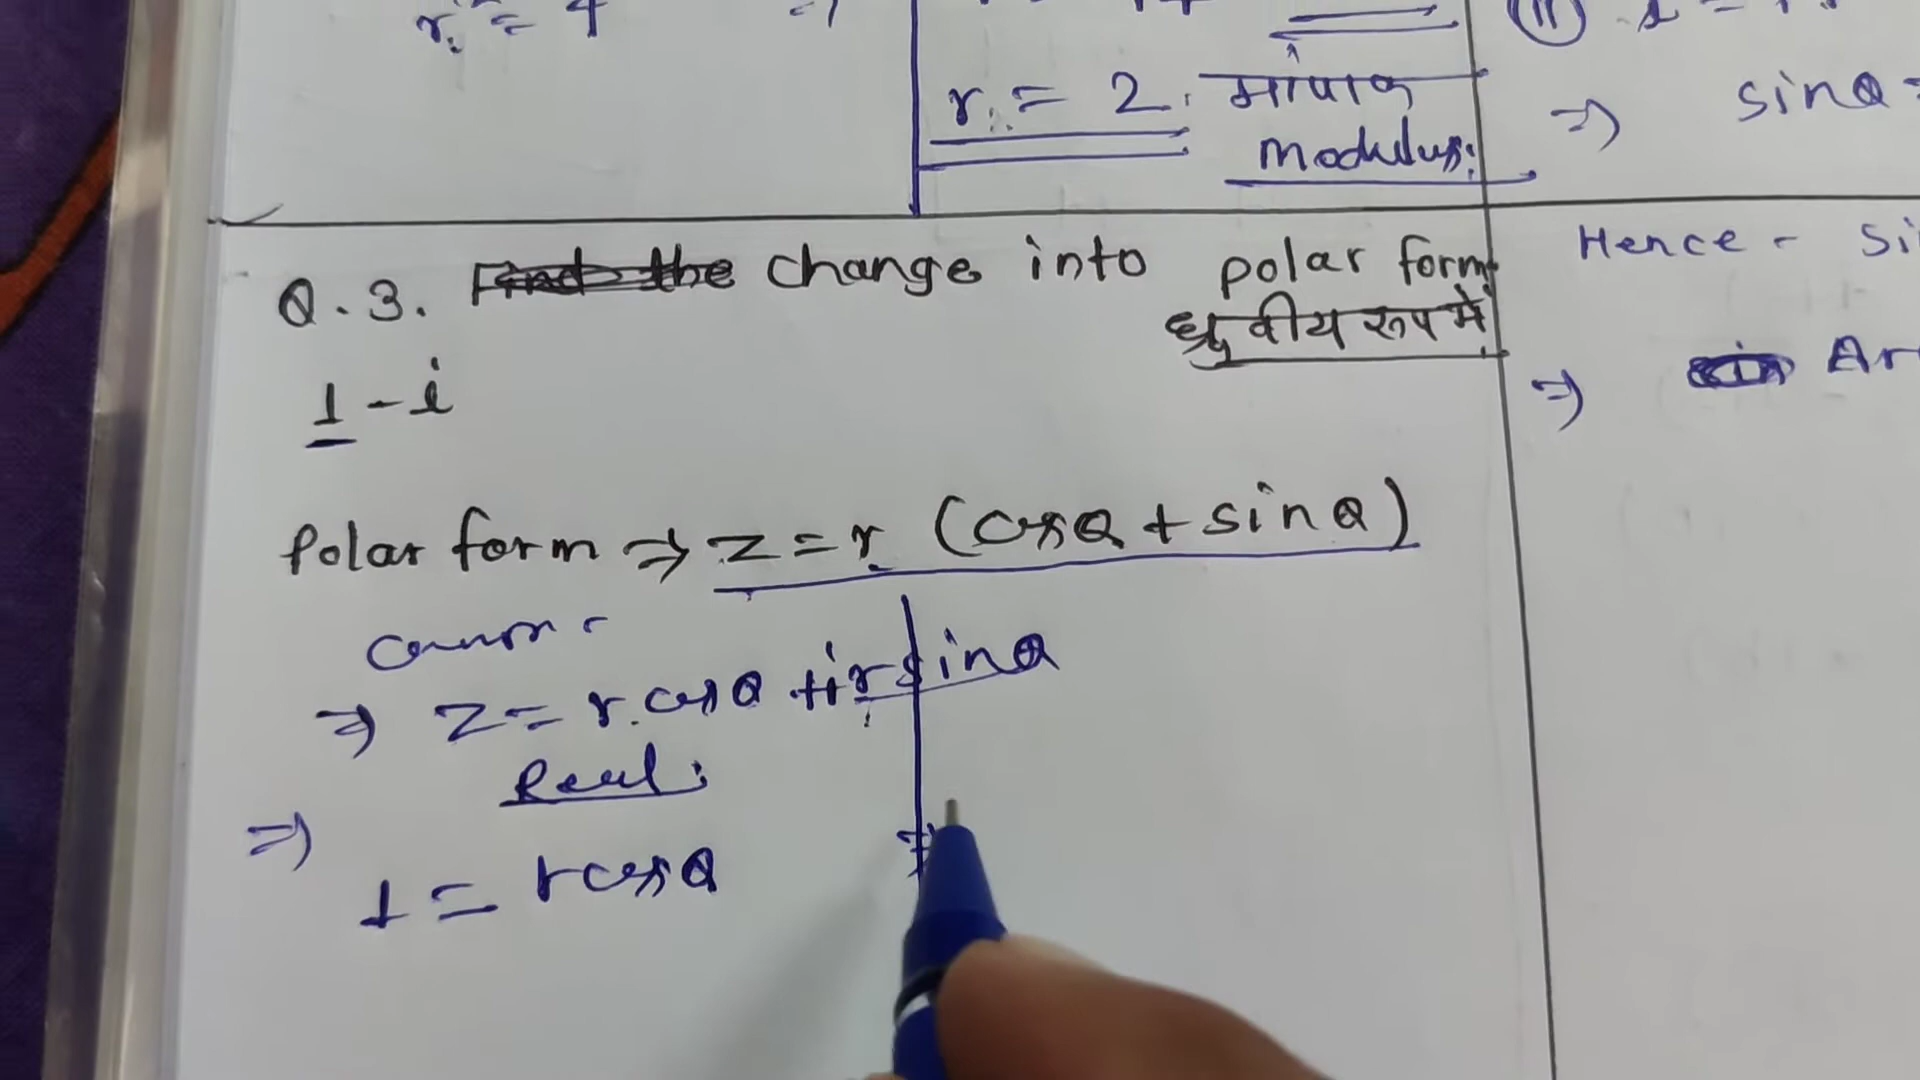 r. = 2. मापांक
modulus.
⇒ sinθ =
Q.3. Find the change into polar form
ध्रुवीय रूप में
1 - i
Polar form ⇒ z = r (cosθ + sinθ)
⇒ z = r.cosθ + ir sinθ
Real.
⇒
1 = r cosθ
Hence -
⇒